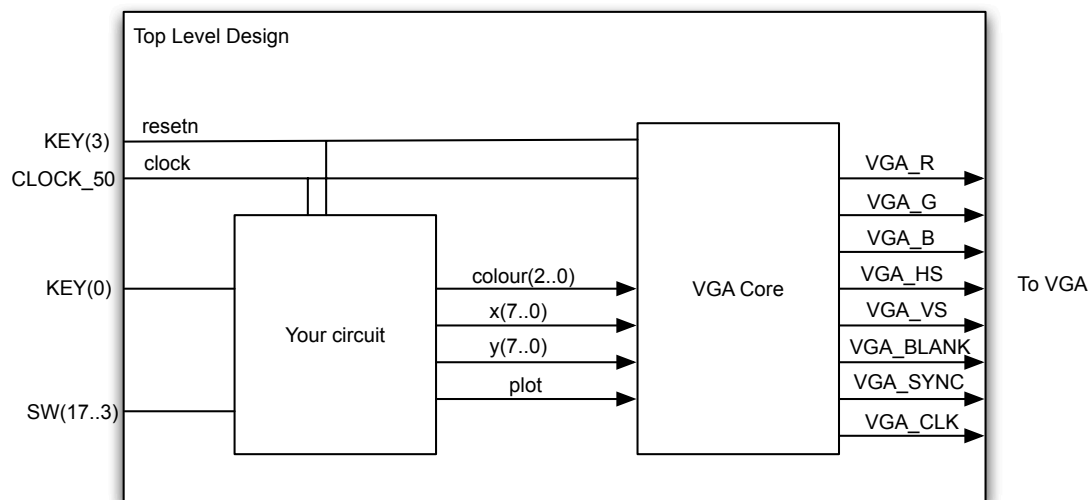 Top Level Design
KEY(3)
resetn
CLOCK_50
clock
KEY(0)
SW(17..3)
Your circuit
colour(2..0)
x(7..0)
y(7..0)
plot
VGA Core
VGA_R
VGA_G
VGA_B
VGA_HS
VGA_VS
VGA_BLANK
VGA_SYNC
VGA_CLK
To VGA